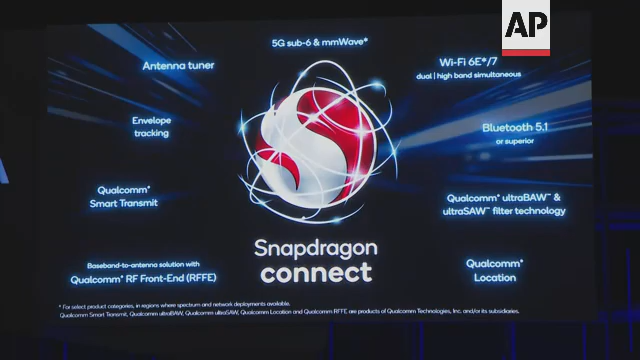 AP
5G sub-6 & mmWave*
Antenna tuner
Wi-Fi 6E*/7
dual | high band simultaneous
Envelope
tracking
Bluetooth 5.1
or superior
Qualcomm®
Smart Transmit
Qualcomm® ultraBAW™ &
ultraSAW™ filter technology
Baseband-to-antenna solution with
Qualcomm® RF Front-End (RFFE)
Snapdragon
connect
Qualcomm®
Location
* For select product categories, in regions where spectrum and network deployments available.
Qualcomm Smart Transmit, Qualcomm ultraBAW, Qualcomm ultraSAW, Qualcomm Location and Qualcomm RFFE are products of Qualcomm Technologies, Inc. and/or its subsidiaries.